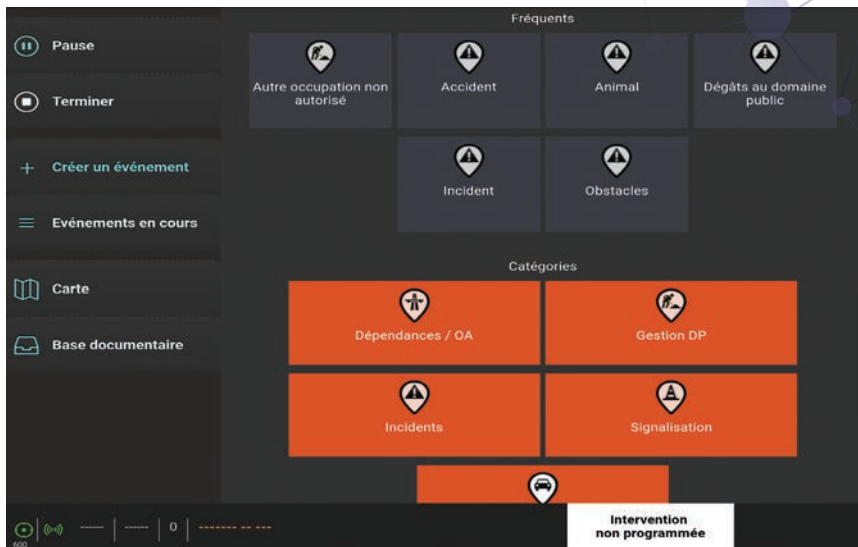 Fréquents
Pause
Autre occupation non
autorisé
Accident
Animal
Dégâts au domaine
public
Terminer
Créer un événement
Incident
Obstacles
Evénements en cours
Catégories
Carte
Dépendances / OA
Gestion DP
Base documentaire
Incidents
Signalisation
600
0
Intervention
non programmée